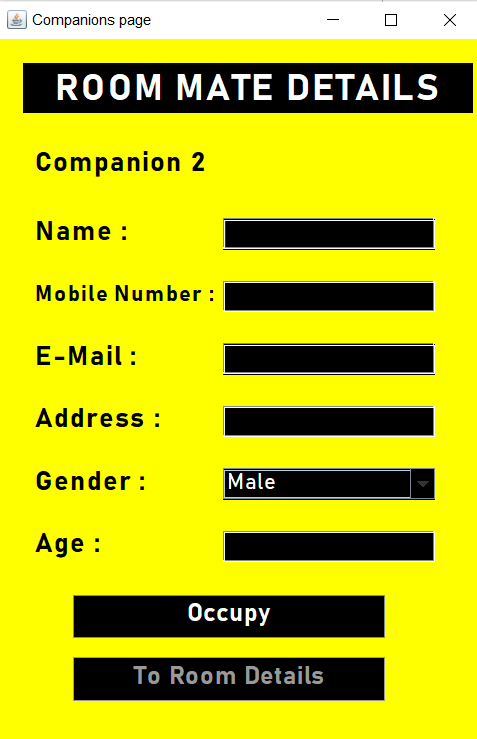 Companions page
ROOM MATE DETAILS
Companion 2
Name :
Mobile Number :
E-Mail :
Address :
Gender : Male
Age :
Occupy
To Room Details